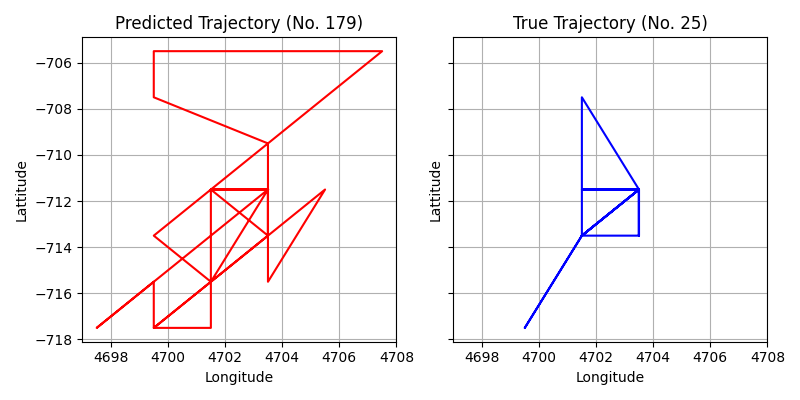 Predicted Trajectory (No. 179)
True Trajectory (No. 25)
−706
−708
−710
−712
−714
−716
−718
Lattitude
Lattitude
4698 4700 4702 4704 4706 4708
4698 4700 4702 4704 4706 4708
Longitude
Longitude